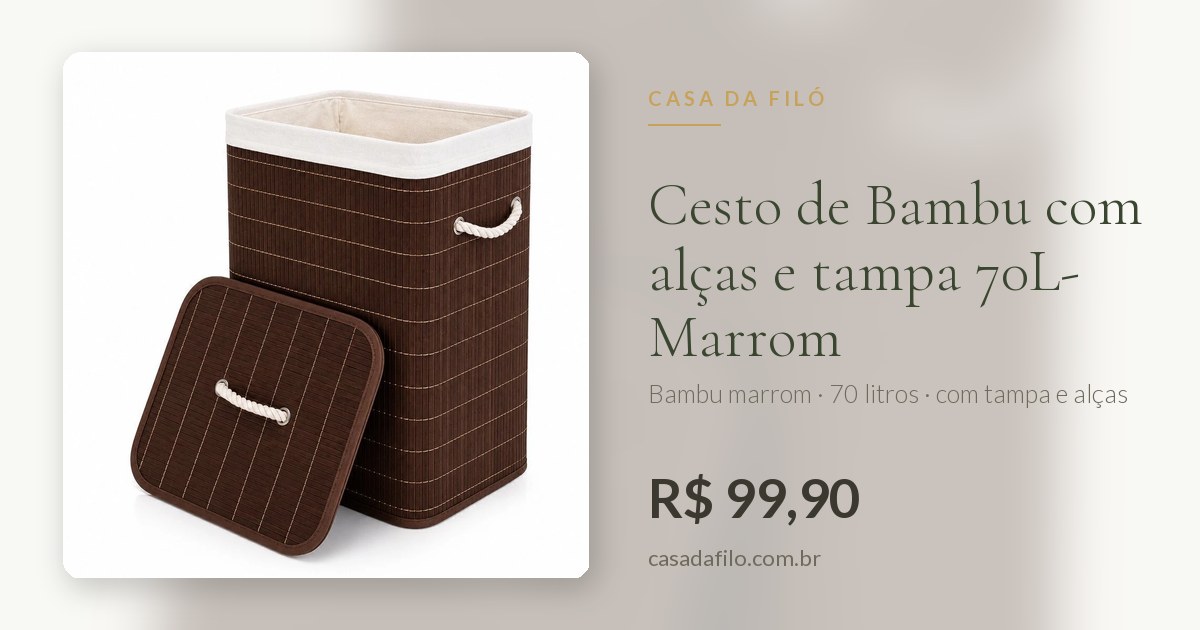 CASA DA FILÓ
Cesto de Bambu com
alças e tampa 70L-
Marrom
Bambu marrom · 70 litros · com tampa e alças
R$ 99,90
casadafilo.com.br